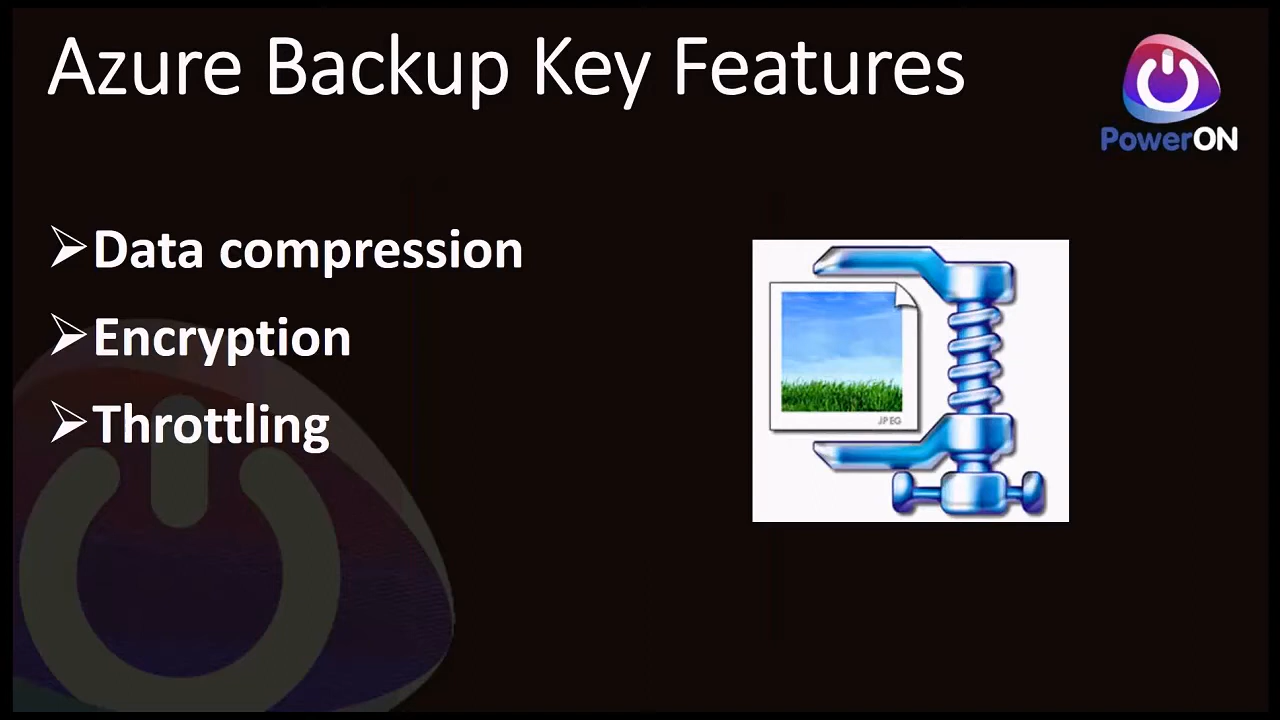 Azure Backup Key Features
PowerON
Data compression
Encryption
Throttling
JPEG